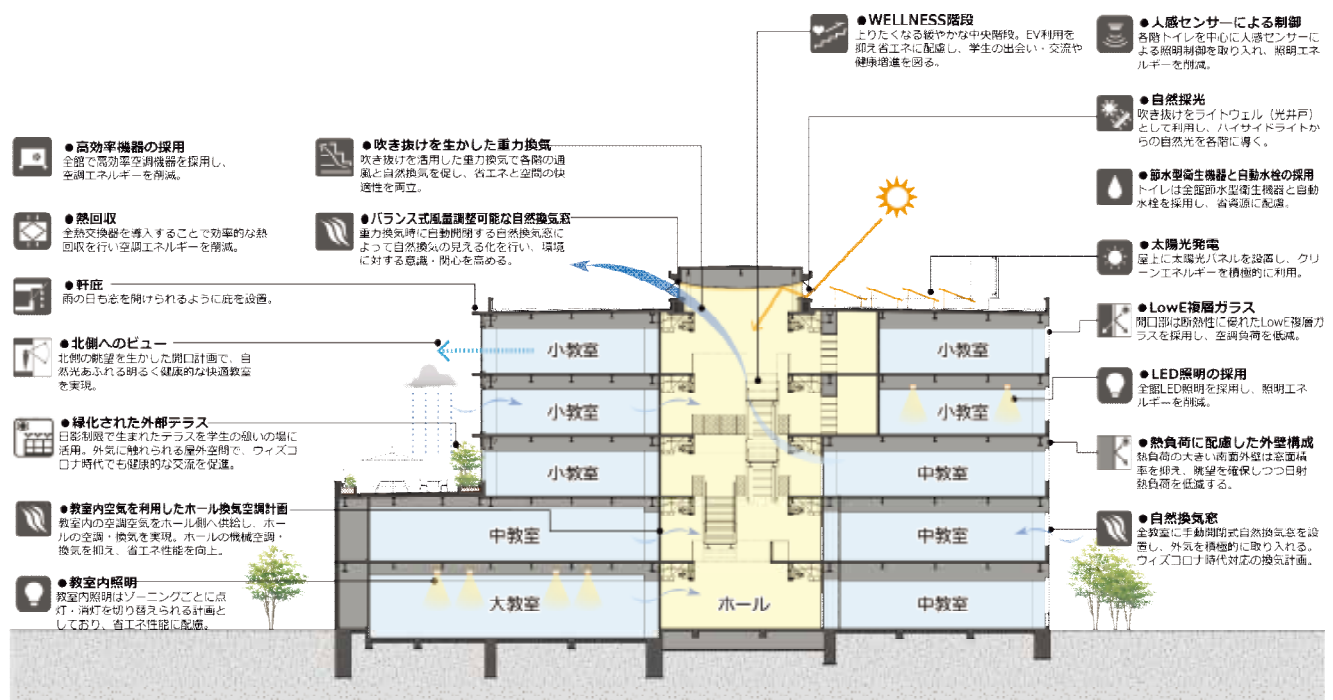 ●WELLNESS階段
上りたくなる緩やかな中央階段。EV利用を
抑え省エネに配慮し、学生の出会い・交流や
健康増進を図る。
●人感センサーによる制御
各階トイレを中心に人感センサーに
よる照明制御を取り入れ、照明エネ
ルギーを削減。
●自然採光
吹き抜けをライトウェル（光井戸）
として利用し、ハイサイドライトか
らの自然光を各階に導く。
●高効率機器の採用
全館で高効率空調機器を採用し、
空調エネルギーを削減。
●吹き抜けを生かした重力換気
吹き抜けを活用した重力換気で各階の通
風と自然換気を促し、省エネと空間の快
適性を両立。
●節水型衛生機器と自動水栓の採用
トイレは全館節水型衛生機器と自動
水栓を採用し、省資源に配慮。
●熱回収
全熱交換器を導入することで効率的な熱
回収を行い空調エネルギーを削減。
●バランス式風量調整可能な自然換気窓
重力換気時に自動開閉する自然換気窓に
よって自然換気の見える化を行い、環境
に対する意識・関心を高める。
●太陽光発電
屋上に太陽光パネルを設置し、クリ
ーンエネルギーを積極的に利用。
●軒庇
雨の日も窓を開けられるように庇を設置。
●LowE複層ガラス
開口部は断熱性に優れたLowE複層ガ
ラスを採用し、空調負荷を低減。
●北側へのビュー
北側の眺望を生かした開口計画で、自
然光あふれる明るく健康的な快適教室
を実現。
小教室
小教室
●LED照明の採用
全館LED照明を採用し、照明エネ
ルギーを削減。
小教室
小教室
●緑化された外部テラス
日影制限で生まれたテラスを学生の憩いの場に
活用。外気に触れられる屋外空間で、ウィズコ
ロナ時代でも健康的な交流を促進。
小教室
中教室
●熱負荷に配慮した外壁構成
熱負荷の大きい南面外壁は窓面積
率を抑え、眺望を確保しつつ日射
熱負荷を低減する。
●教室内空気を利用したホール換気空調計画
教室内の空調空気をホール側へ供給し、ホー
ルの空調・換気を実現。ホールの機械空調・
換気を抑え、省エネ性能を向上。
中教室
中教室
●自然換気窓
全教室に手動開閉式自然換気窓を設
置し、外気を積極的に取り入れる。
ウィズコロナ時代対応の換気計画。
●教室内照明
教室内照明はゾーニングごとに点
灯・消灯を切り替えられる計画と
しており、省エネ性能に配慮。
大教室
ホール
中教室